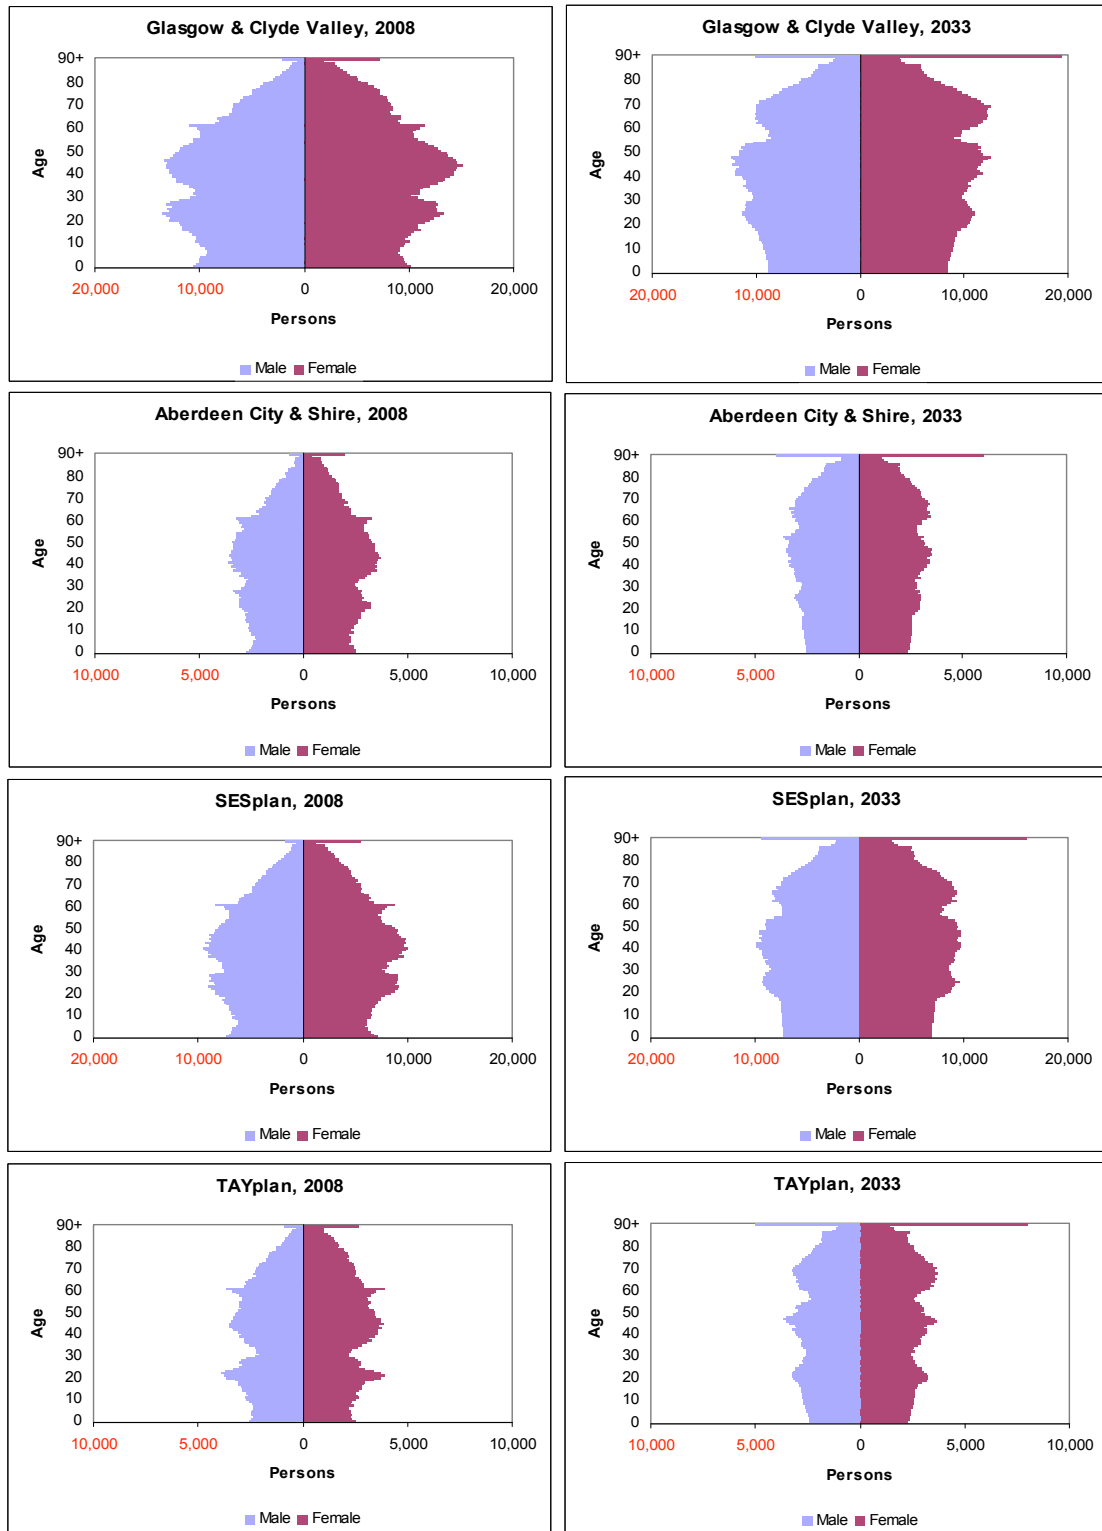 Glasgow & Clyde Valley, 2008
90+
80
70
60
50
40
30
20
10
0
Age
20,000 10,000 0 10,000 20,000
Persons
Male Female
Glasgow & Clyde Valley, 2033
90+
80
70
60
50
40
30
20
10
0
Age
20,000 10,000 0 10,000 20,000
Persons
Male Female
Aberdeen City & Shire, 2008
90+
80
70
60
50
40
30
20
10
0
Age
10,000 5,000 0 5,000 10,000
Persons
Male Female
Aberdeen City & Shire, 2033
90+
80
70
60
50
40
30
20
10
0
Age
10,000 5,000 0 5,000 10,000
Persons
Male Female
SESplan, 2008
90+
80
70
60
50
40
30
20
10
0
Age
20,000 10,000 0 10,000 20,000
Persons
Male Female
SESplan, 2033
90+
80
70
60
50
40
30
20
10
0
Age
20,000 10,000 0 10,000 20,000
Persons
Male Female
TAYplan, 2008
90+
80
70
60
50
40
30
20
10
0
Age
10,000 5,000 0 5,000 10,000
Persons
Male Female
TAYplan, 2033
90+
80
70
60
50
40
30
20
10
0
Age
10,000 5,000 0 5,000 10,000
Persons
Male Female